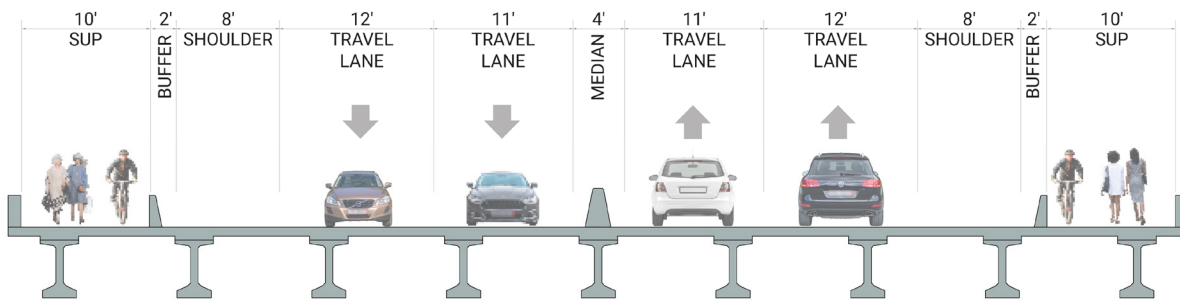 10' 2' 8' 12' 11' 4' 11' 12' 8' 2' 10'
SUP BUFFER SHOULDER TRAVEL LANE TRAVEL LANE MEDIAN TRAVEL LANE TRAVEL LANE SHOULDER BUFFER SUP